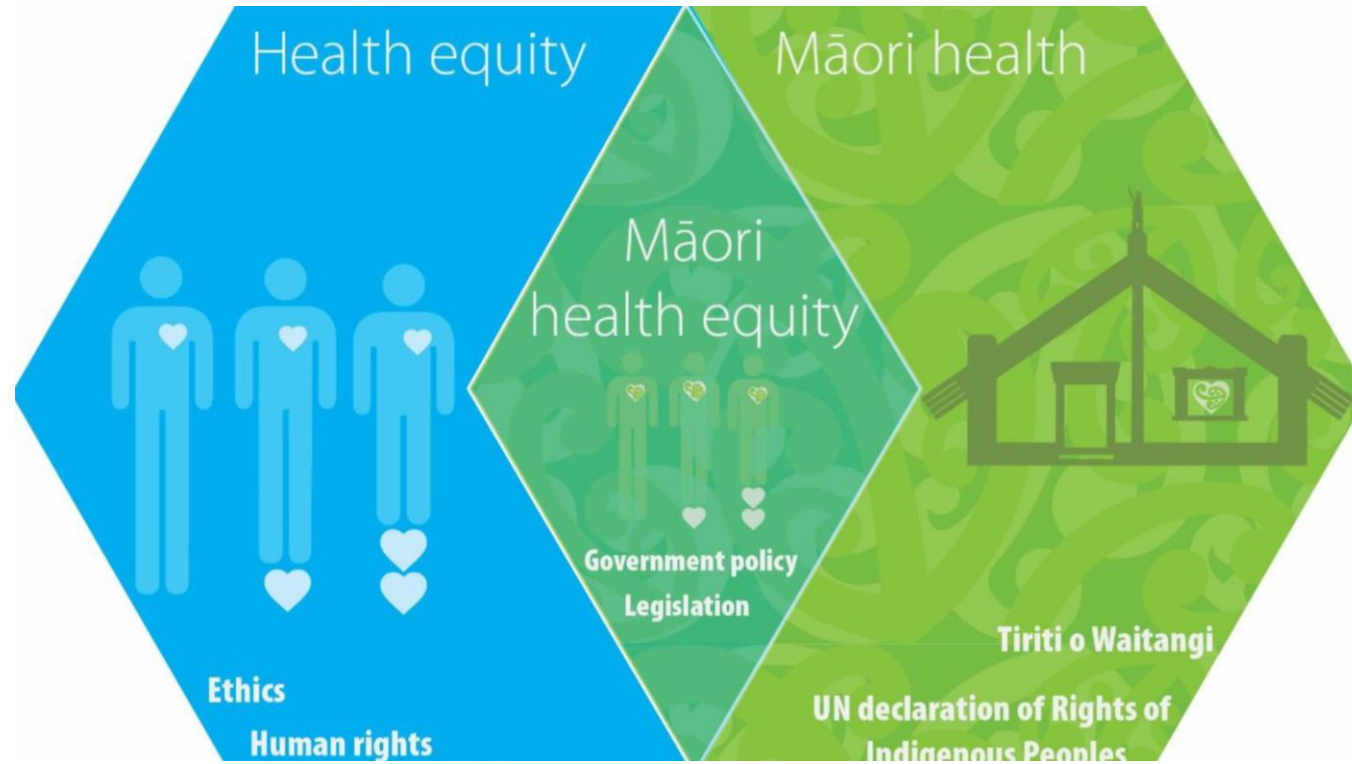 Health equity
Māori health
Māori
health equity
Government policy
Legislation
Tiriti o Waitangi
Ethics
UN declaration of Rights of
Human rights
Indigenous Peoples